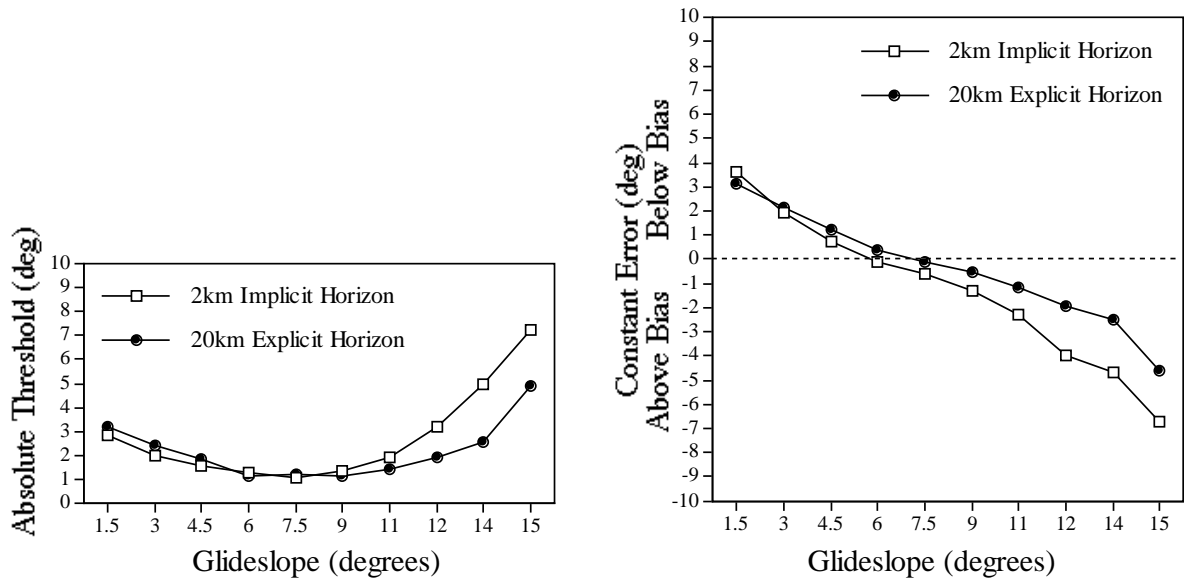 Absolute Threshold (deg)
10
9
8
7
6
5
4
3
2
1
0
2km Implicit Horizon
20km Explicit Horizon
1.5 3 4.5 6 7.5 9 11 12 14 15
Glideslope (degrees)
Constant Error (deg)
Above Bias Below Bias
10
9
8
7
6
5
4
3
2
1
0
-1
-2
-3
-4
-5
-6
-7
-8
-9
-10
2km Implicit Horizon
20km Explicit Horizon
1.5 3 4.5 6 7.5 9 11 12 14 15
Glideslope (degrees)